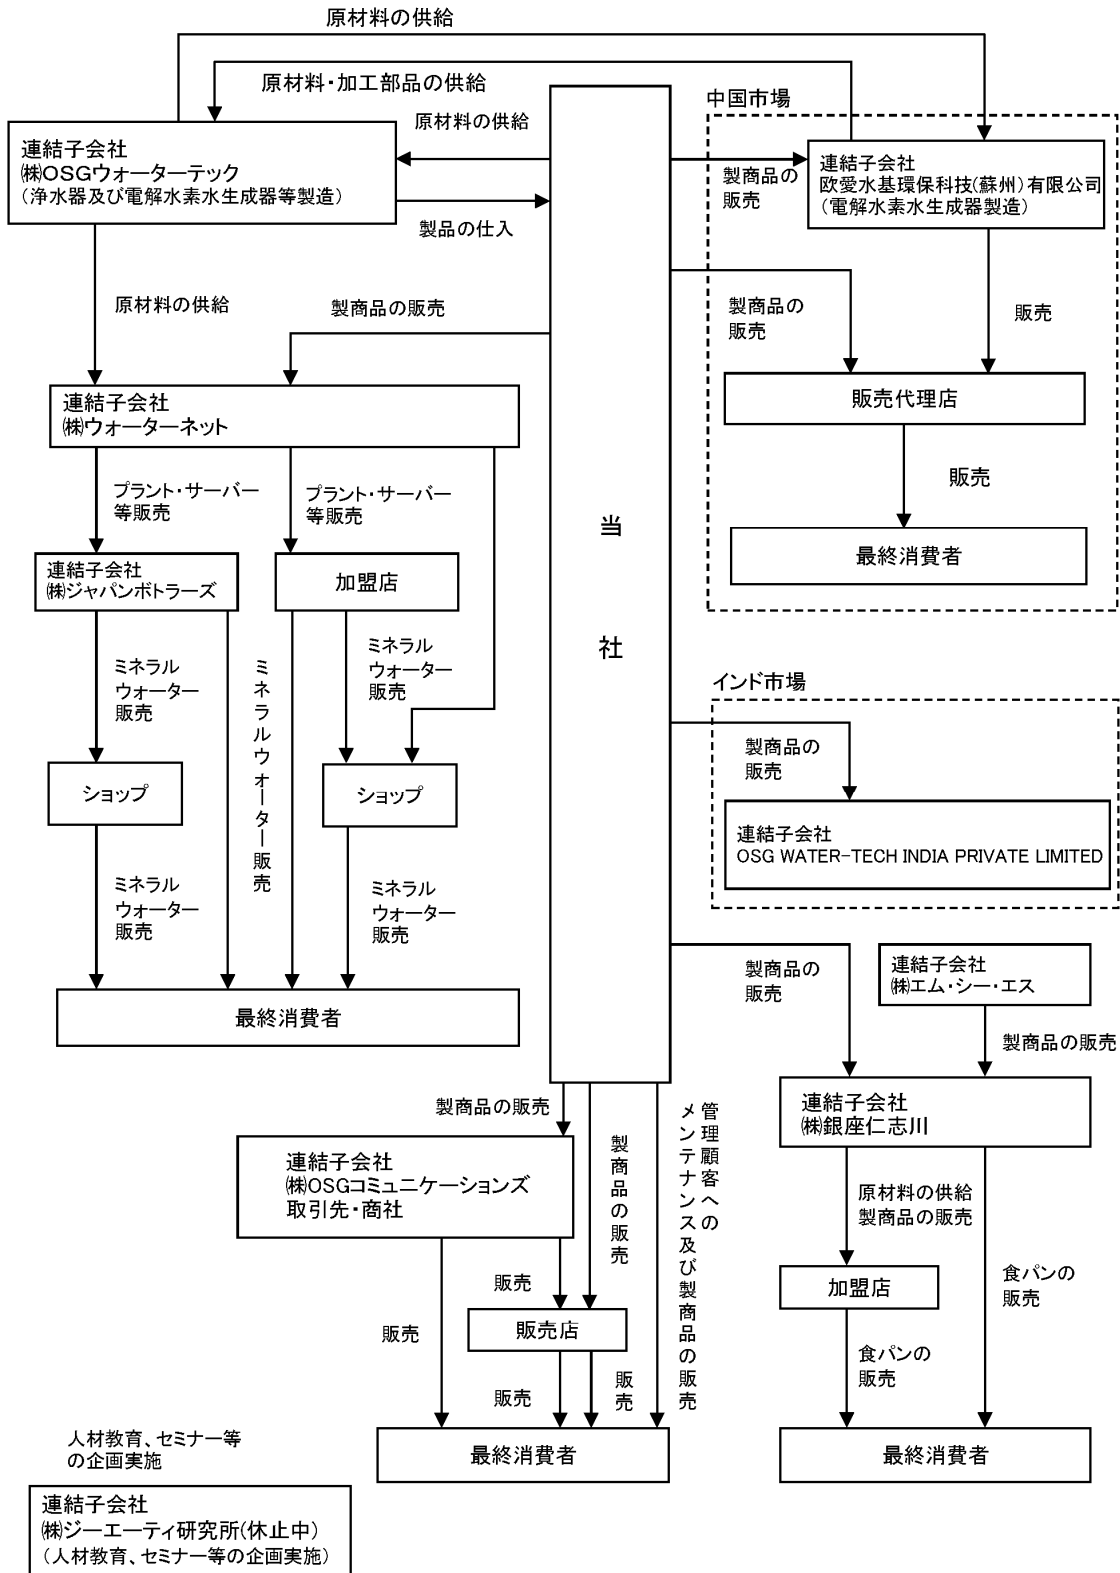 原材料の供給
原材料・加工部品の供給
原材料の供給
連結子会社
㈱OSGウォーターテック
(浄水器及び電解水素水生成器等製造)
製品の仕入
中国市場
製商品の
販売
連結子会社
欧愛水基環保科技(蘇州)有限公司
(電解水素水生成器製造)
原材料の供給
製商品の販売
製商品の
販売
販売
連結子会社
㈱ウォーターネット
販売代理店
プラント・サーバー
等販売
プラント・サーバー
等販売
販売
当社
最終消費者
連結子会社
㈱ジャパンボトラーズ
加盟店
ミネラル
ウォーター
販売
ミネラルウォーター販売
ミネラル
ウォーター
販売
インド市場
製商品の
販売
ショップ
ショップ
連結子会社
OSG WATER-TECH INDIA PRIVATE LIMITED
ミネラル
ウォーター
販売
ミネラル
ウォーター
販売
最終消費者
製商品の
販売
連結子会社
㈱エム・シー・エス
製商品の販売
連結子会社
㈱銀座仁志川
製商品の販売
連結子会社
㈱OSGコミュニケーションズ
取引先・商社
製商品の販売
管理顧客への
メンテナンス及び製商品の販売
原材料の供給
製商品の販売
販売
販売店
加盟店
食パンの
販売
販売
販売
販売
食パンの
販売
最終消費者
最終消費者
人材教育、セミナー等
の企画実施
連結子会社
㈱ジーエーティ研究所(休止中)
(人材教育、セミナー等の企画実施)